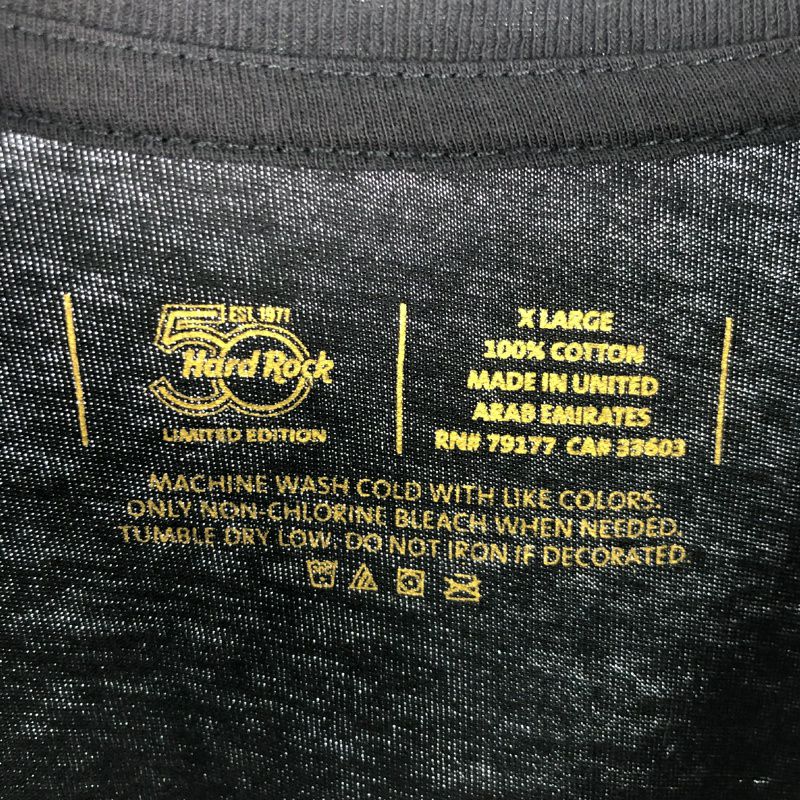 EST. 1971
50
Hard Rock
LIMITED EDITION
X LARGE
100% COTTON
MADE IN UNITED
ARAB EMIRATES
RN# 79177 CA# 33603
MACHINE WASH COLD WITH LIKE COLORS.
ONLY NON-CHLORINE BLEACH WHEN NEEDED.
TUMBLE DRY LOW. DO NOT IRON IF DECORATED.